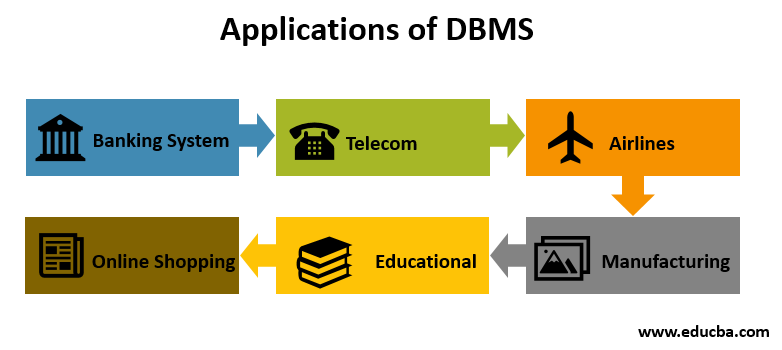 Applications of DBMS
Banking System
Telecom
Airlines
Manufacturing
Educational
Online Shopping
www.educba.com